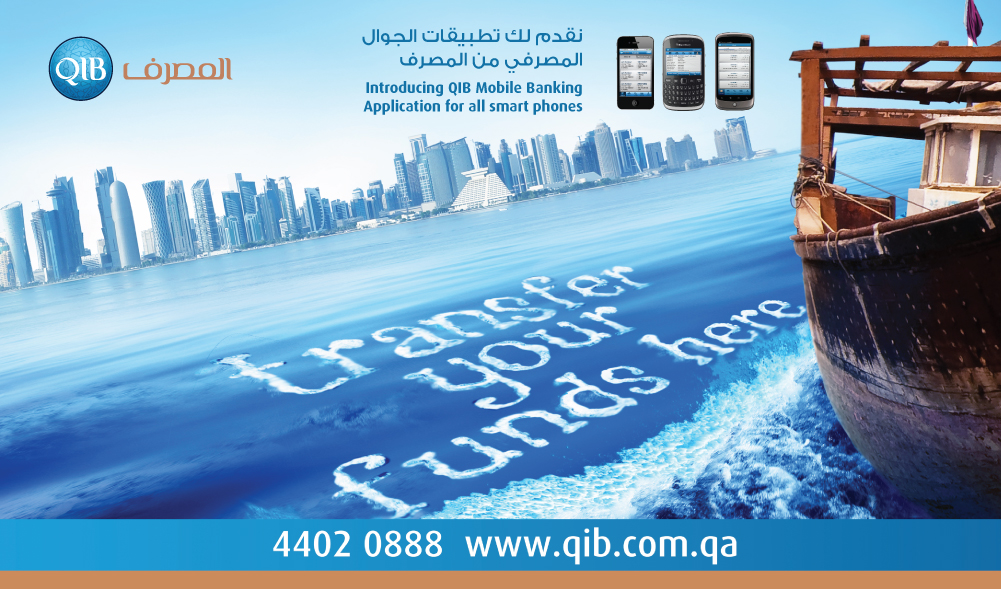 QIB المصرف
نقدم لك تطبيقات الجوال
المصرفي من المصرف
Introducing QIB Mobile Banking
Application for all smart phones
transfer
your
funds here
4402 0888 www.qib.com.qa